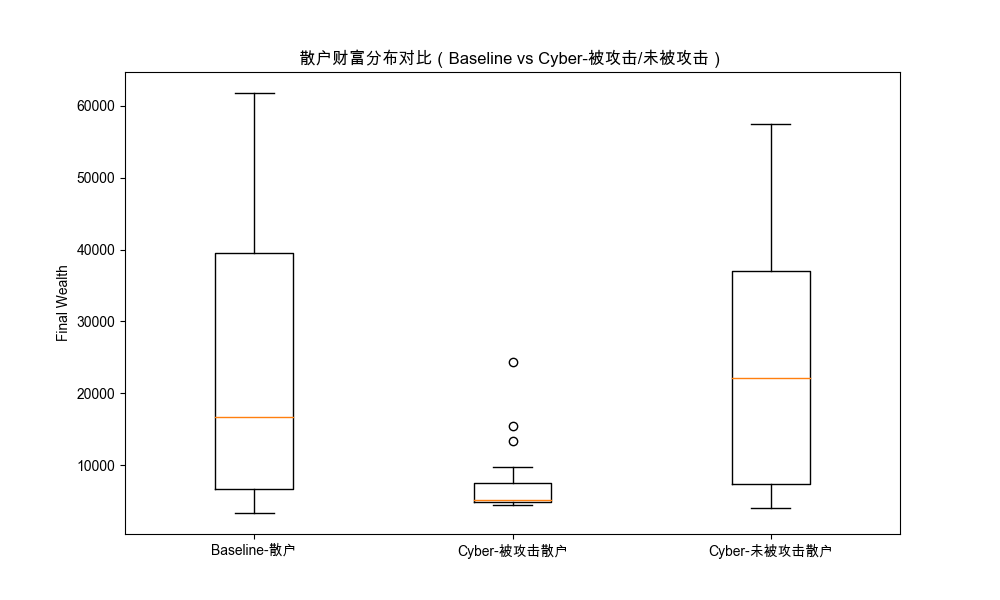 散户财富分布对比（Baseline vs Cyber-被攻击/未被攻击）
Final Wealth
60000
50000
40000
30000
20000
10000
Baseline-散户
Cyber-被攻击散户
Cyber-未被攻击散户